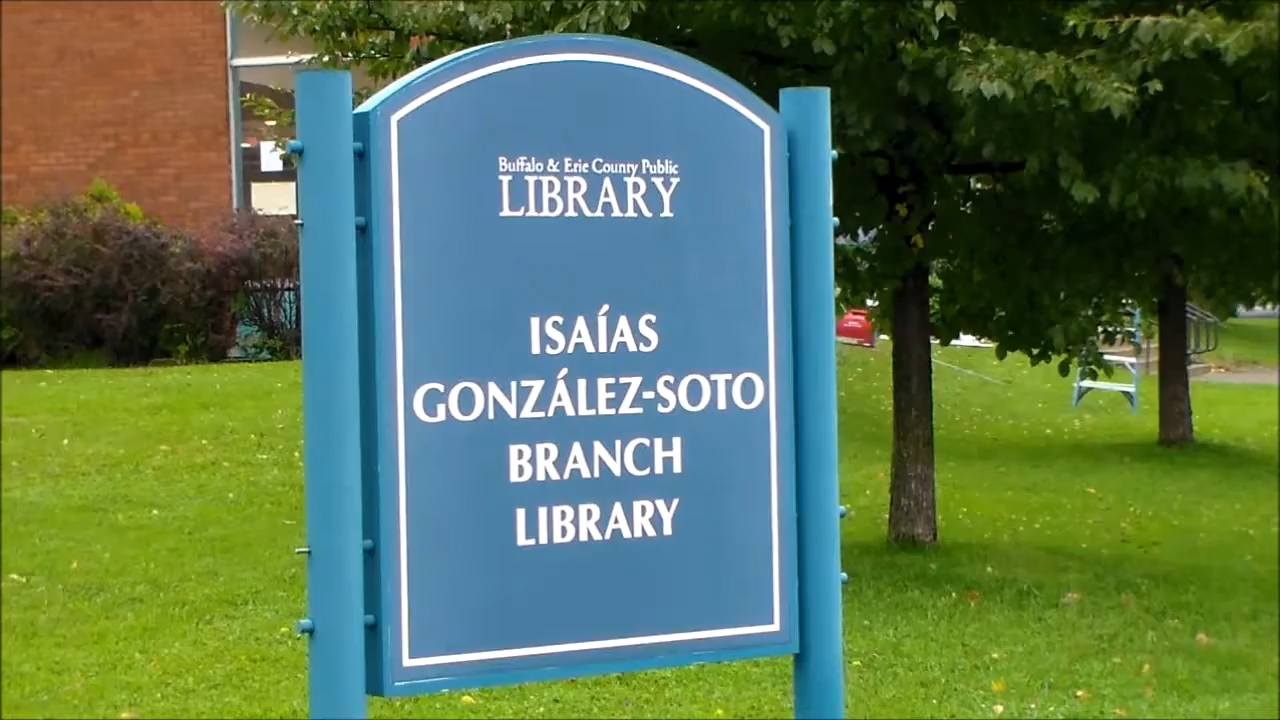 Buffalo & Erie County Public
LIBRARY
ISAÍAS
GONZÁLEZ-SOTO
BRANCH
LIBRARY